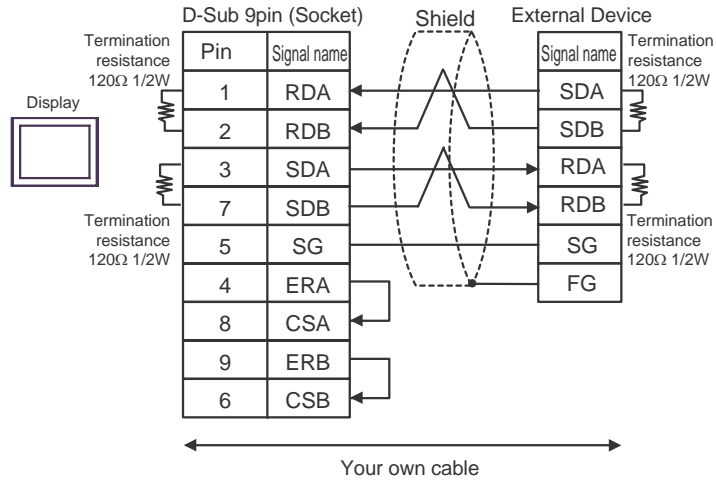 D-Sub 9pin (Socket)
Shield
External Device
Termination
resistance
120Ω 1/2W
Pin
Signal name
Signal name
Termination
resistance
120Ω 1/2W
Display
1
RDA
SDA
2
RDB
SDB
3
SDA
RDA
7
SDB
RDB
Termination
resistance
120Ω 1/2W
5
SG
SG
Termination
resistance
120Ω 1/2W
4
ERA
FG
8
CSA
9
ERB
6
CSB
Your own cable